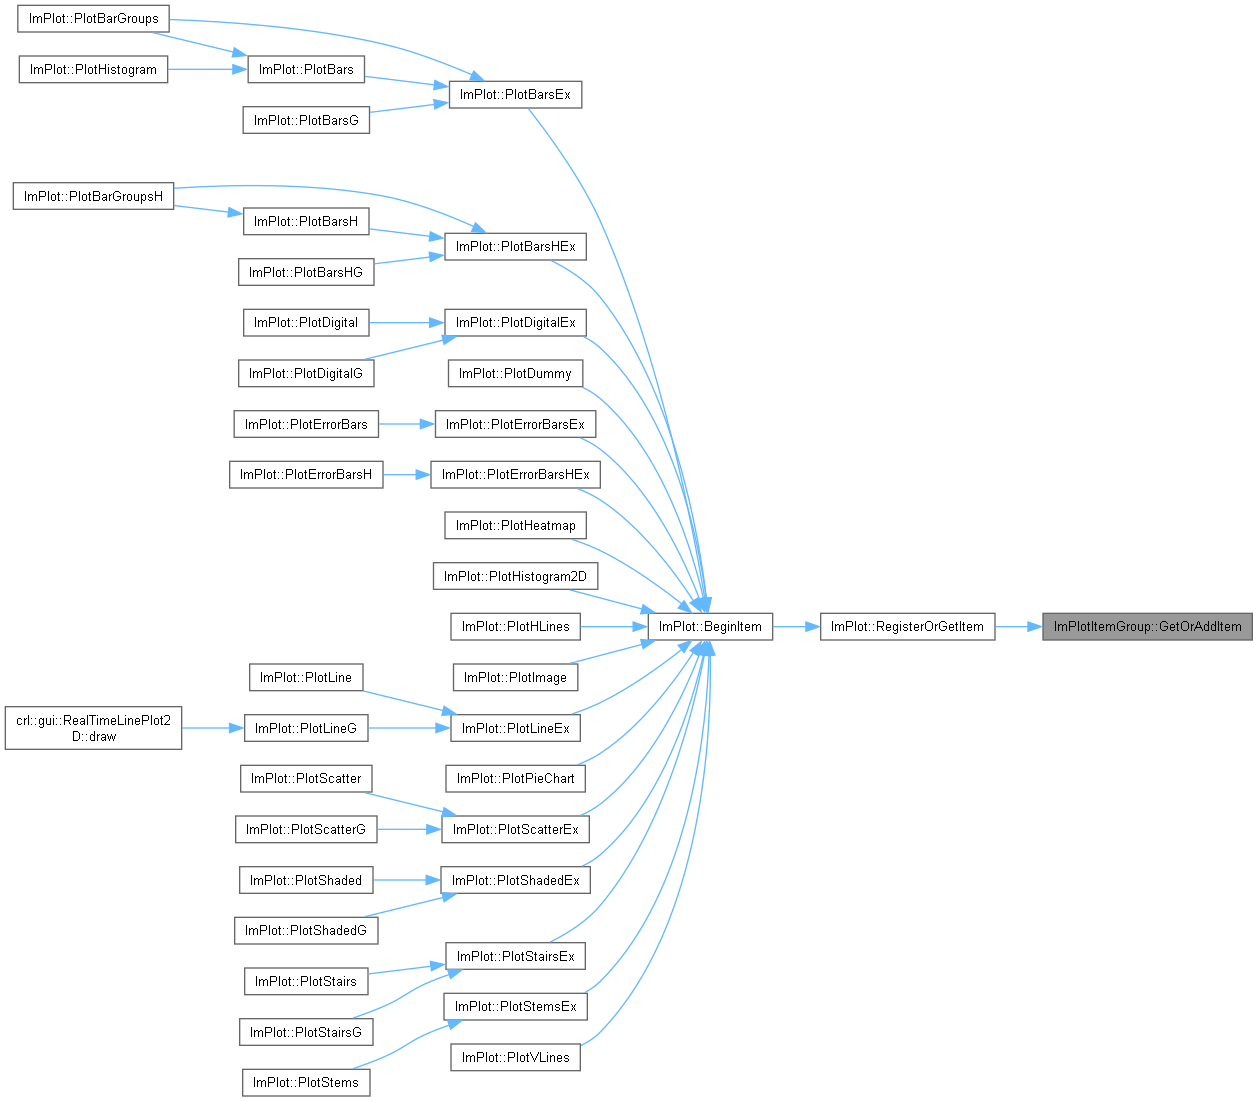 ImPlot::PlotBarGroups
ImPlot::PlotHistogram
ImPlot::PlotBars
ImPlot::PlotBarsEx
ImPlot::PlotBarsG
ImPlot::PlotBarGroupsH
ImPlot::PlotBarsH
ImPlot::PlotBarsHEx
ImPlot::PlotBarsHG
ImPlot::PlotDigital
ImPlot::PlotDigitalEx
ImPlot::PlotDigitalG
ImPlot::PlotDummy
ImPlot::PlotErrorBars
ImPlot::PlotErrorBarsEx
ImPlot::PlotErrorBarsH
ImPlot::PlotErrorBarsHEx
ImPlot::PlotHeatmap
ImPlot::PlotHistogram2D
ImPlot::PlotHLines
ImPlot::BeginItem
ImPlot::RegisterOrGetItem
ImPlotItemGroup::GetOrAddItem
ImPlot::PlotImage
ImPlot::PlotLine
crl::gui::RealTimeLinePlot2
D::draw
ImPlot::PlotLineG
ImPlot::PlotLineEx
ImPlot::PlotScatter
ImPlot::PlotPieChart
ImPlot::PlotScatterG
ImPlot::PlotScatterEx
ImPlot::PlotShaded
ImPlot::PlotShadedEx
ImPlot::PlotShadedG
ImPlot::PlotStairsEx
ImPlot::PlotStairs
ImPlot::PlotStemsEx
ImPlot::PlotStairsG
ImPlot::PlotVLines
ImPlot::PlotStems